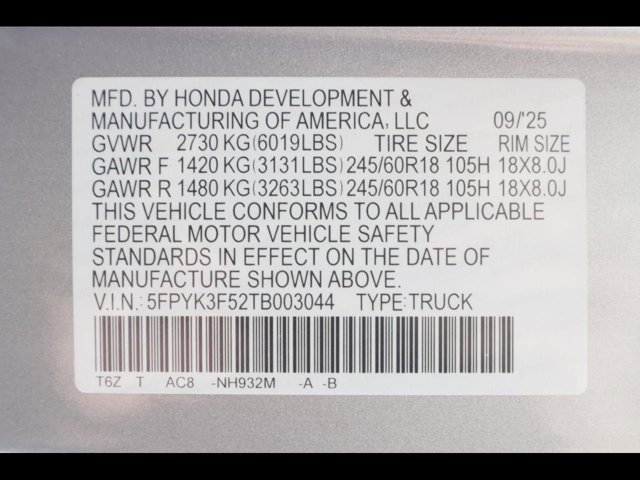 MFD. BY HONDA DEVELOPMENT &
MANUFACTURING OF AMERICA, LLC 09/'25
GVWR 2730 KG(6019LBS) TIRE SIZE RIM SIZE
GAWR F 1420 KG(3131LBS) 245/60R18 105H 18X8.0J
GAWR R 1480 KG(3263LBS) 245/60R18 105H 18X8.0J
THIS VEHICLE CONFORMS TO ALL APPLICABLE
FEDERAL MOTOR VEHICLE SAFETY
STANDARDS IN EFFECT ON THE DATE OF
MANUFACTURE SHOWN ABOVE.
V.I.N.: 5FPYK3F52TB003044 TYPE:TRUCK
T6Z T AC8 -NH932M -A -B